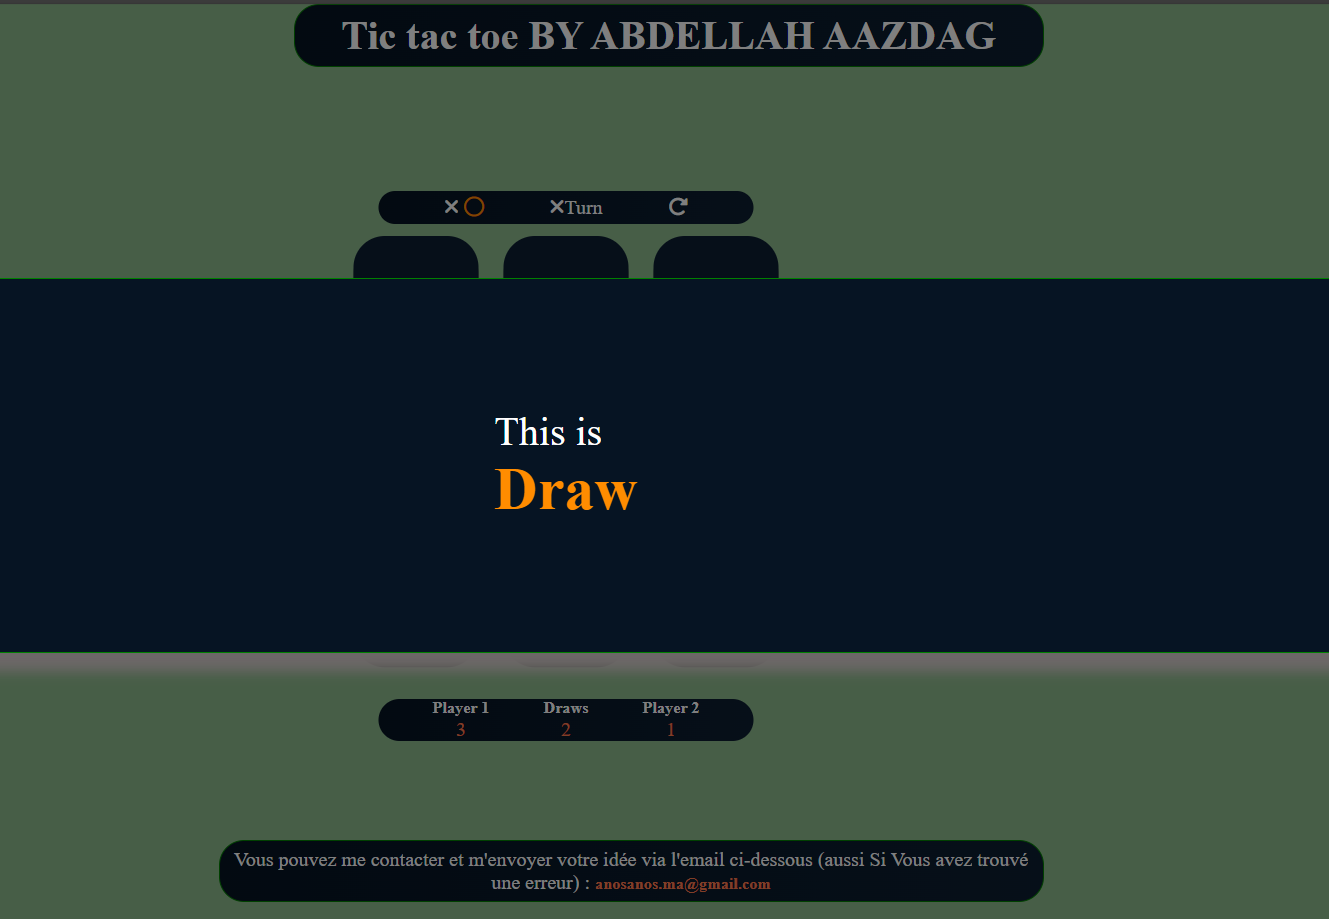 Tic tac toe BY ABDELLAH AAZDAG
Turn
This is
Draw
Player 1 Draws Player 2
3 2 1
Vous pouvez me contacter et m'envoyer votre idée via l'email ci-dessous (aussi Si Vous avez trouvé
une erreur) : anosanos.ma@gmail.com